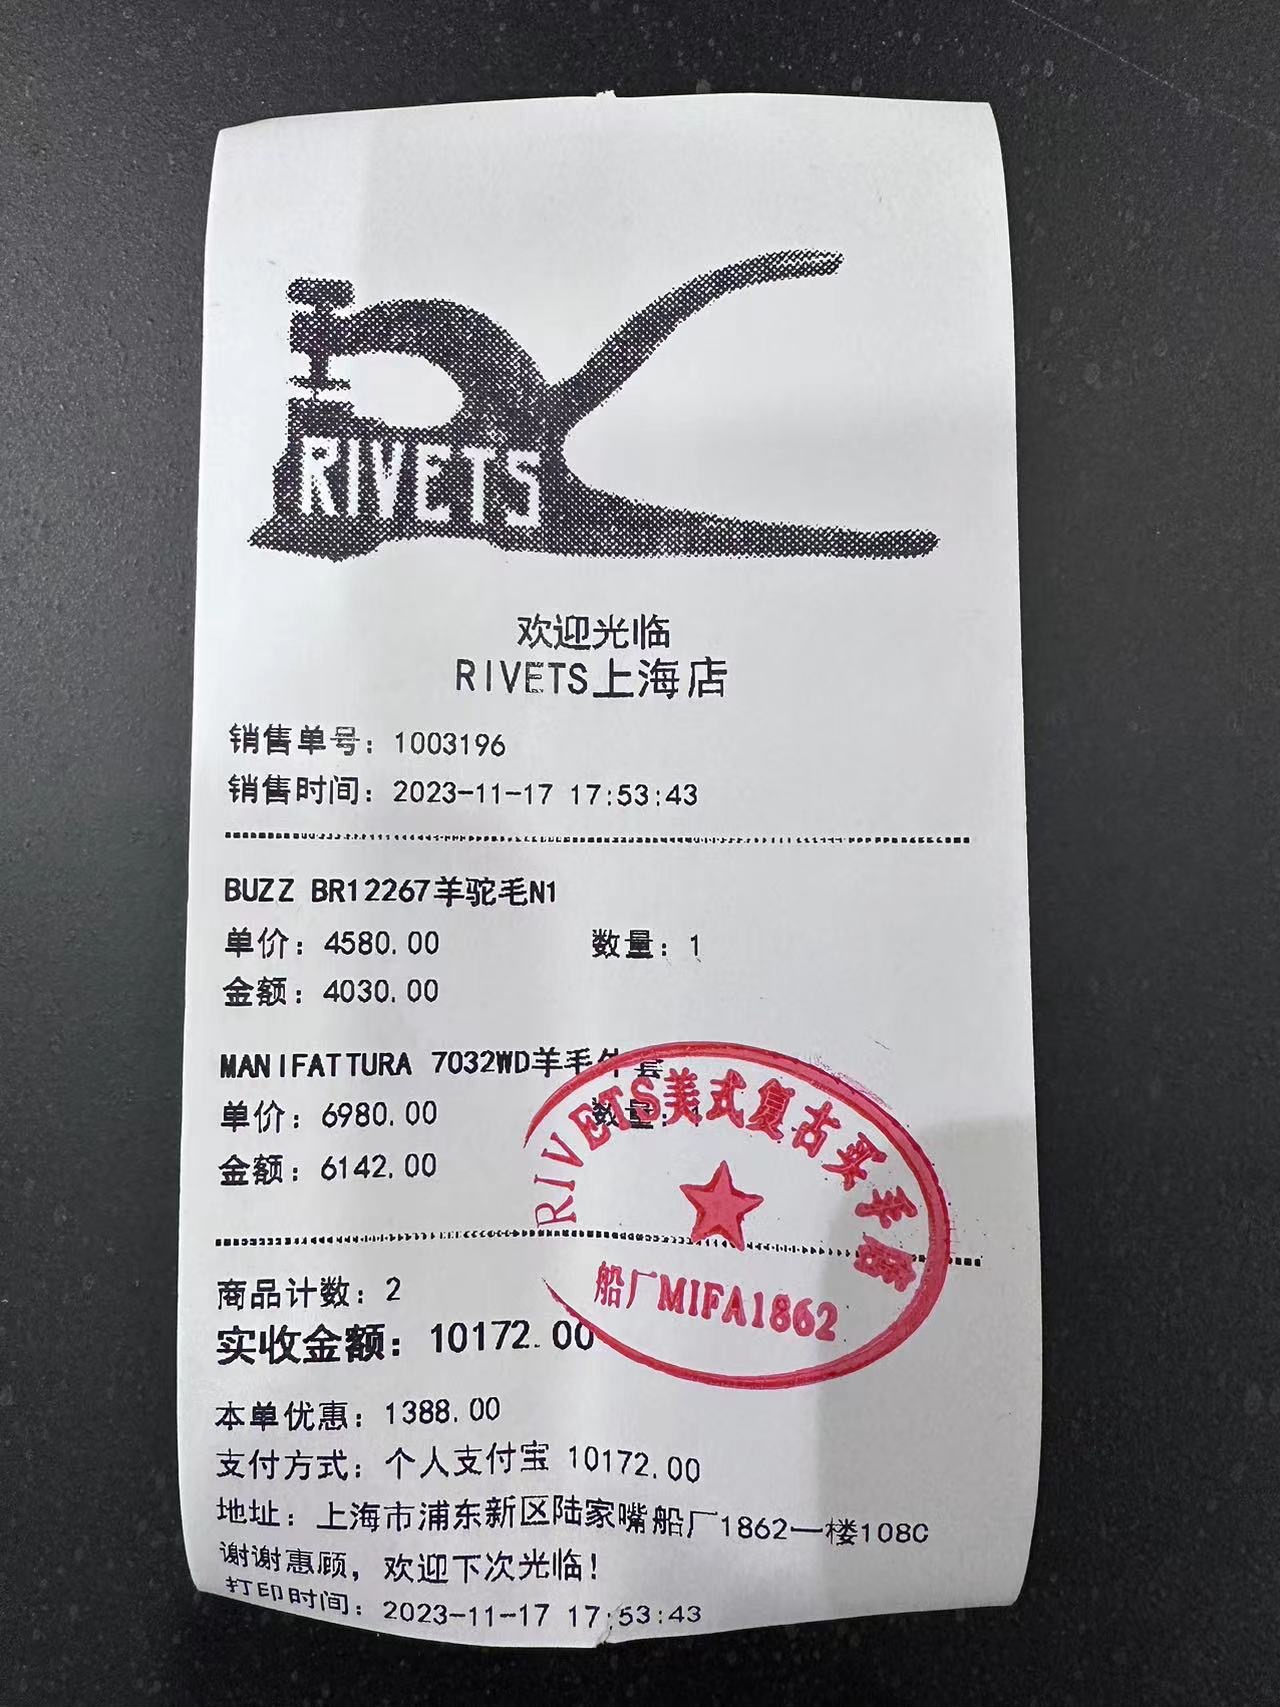 RIVETS
欢迎光临
RIVETS上海店
销售单号：1003196
销售时间：2023-11-17 17:53:43
BUZZ BR12267羊驼毛N1
单价：4580.00 数量：1
金额：4030.00
MANIFATTURA 7032WD羊毛外套
单价：6980.00 数量：1
金额：6142.00
RIVETS美式复古买手店
船厂MIFA1862
商品计数：2
实收金额：10172.00
本单优惠：1388.00
支付方式：个人支付宝 10172.00
地址：上海市浦东新区陆家嘴船厂1862一楼108C
谢谢惠顾，欢迎下次光临！
打印时间：2023-11-17 17:53:43